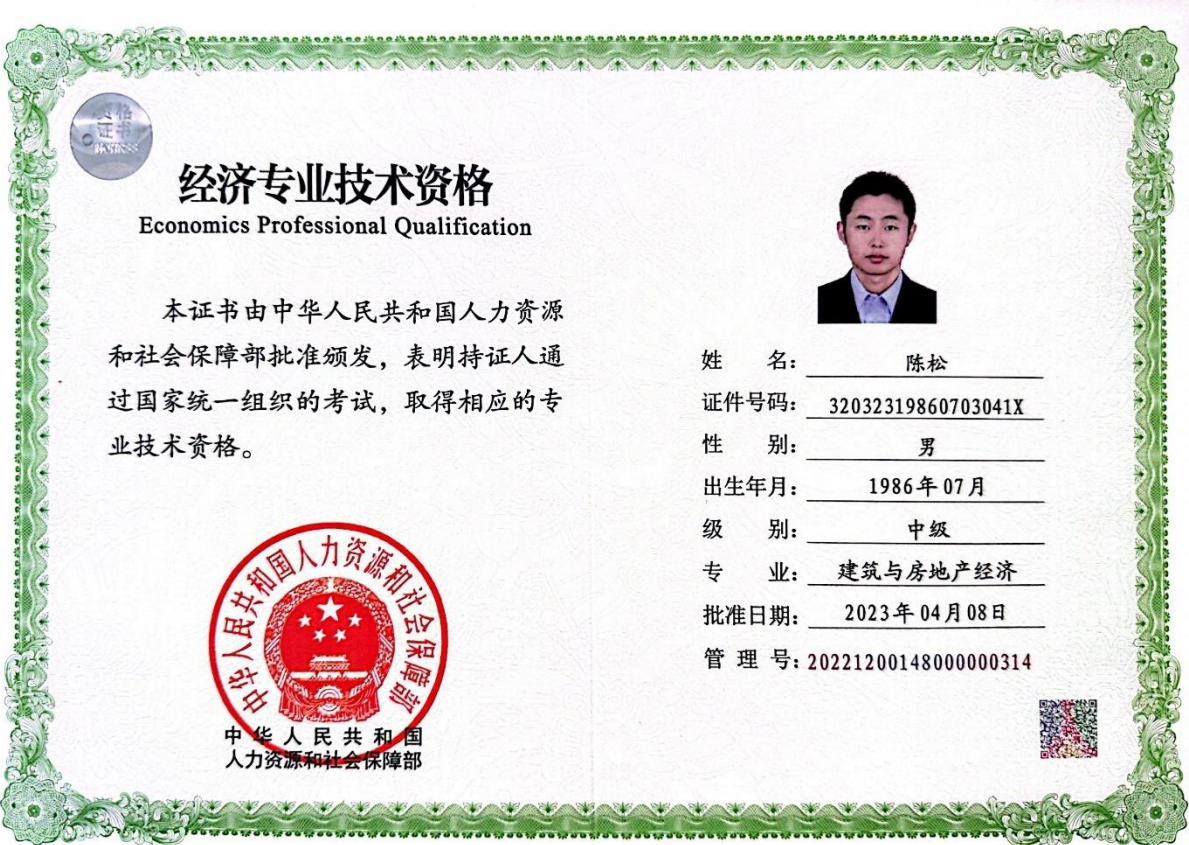 资格
证书
经济专业技术资格
Economics Professional Qualification
本证书由中华人民共和国人力资源
和社会保障部批准颁发，表明持证人通
过国家统一组织的考试，取得相应的专
业技术资格。
中华人民共和国人力资源和社会保障部
中华人民共和国
人力资源和社会保障部
姓　　名：陈松
证件号码：32032319860703041X
性　　别：男
出生年月：1986年07月
级　　别：中级
专　　业：建筑与房地产经济
批准日期：2023年04月08日
管 理 号：20221200148000000314